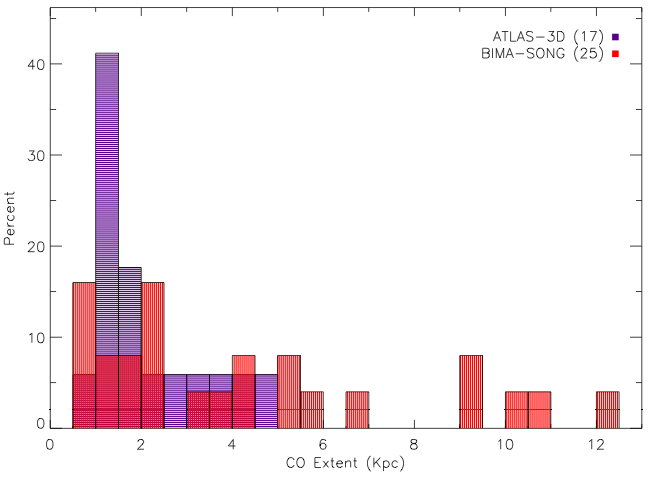 ATLAS-3D (17)
BIMA-SONG (25)
40
30
20
10
0
Percent
0 2 4 6 8 10 12
CO Extent (Kpc)